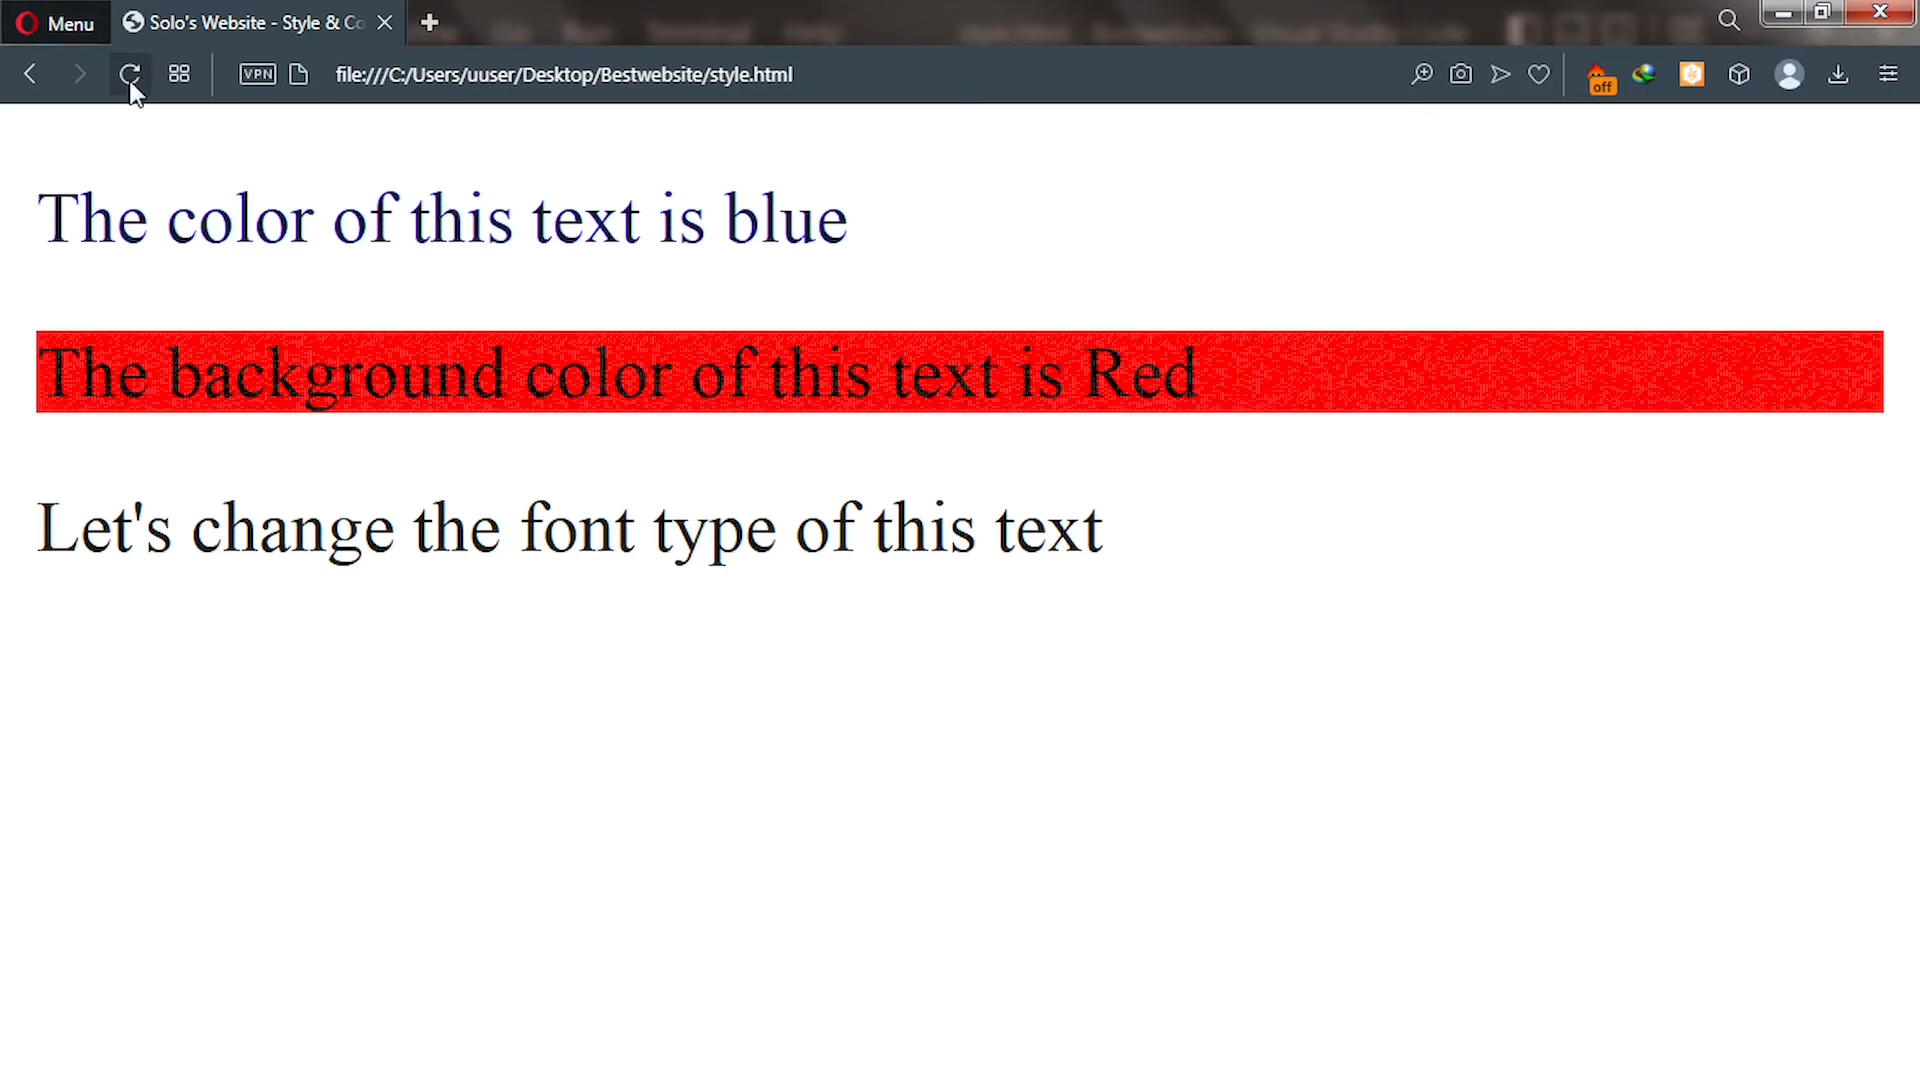 Menu
Solo's Website - Style & Co
VPN
file:///C:/Users/uuser/Desktop/Bestwebsite/style.html
off
The color of this text is blue
The background color of this text is Red
Let's change the font type of this text